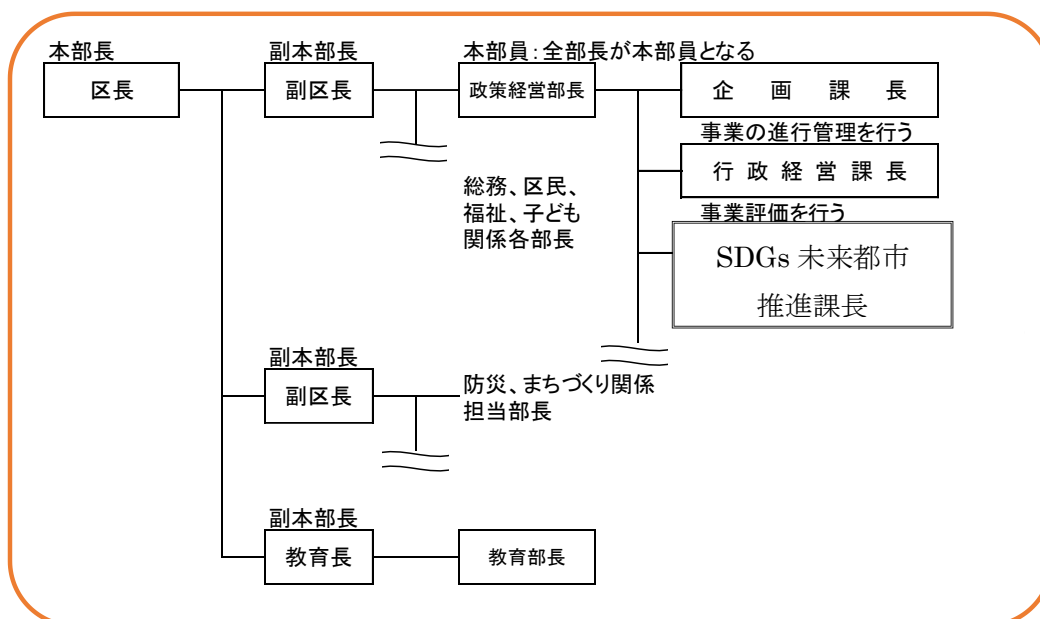 本部長
副本部長
本部員：全部長が本部員となる
区長
副区長
政策経営部長
企画課長
事業の進行管理を行う
行政経営課長
事業評価を行う
総務、区民、
福祉、子ども
関係各部長
SDGs 未来都市
推進課長
副本部長
副区長
防災、まちづくり関係
担当部長
副本部長
教育長
教育部長